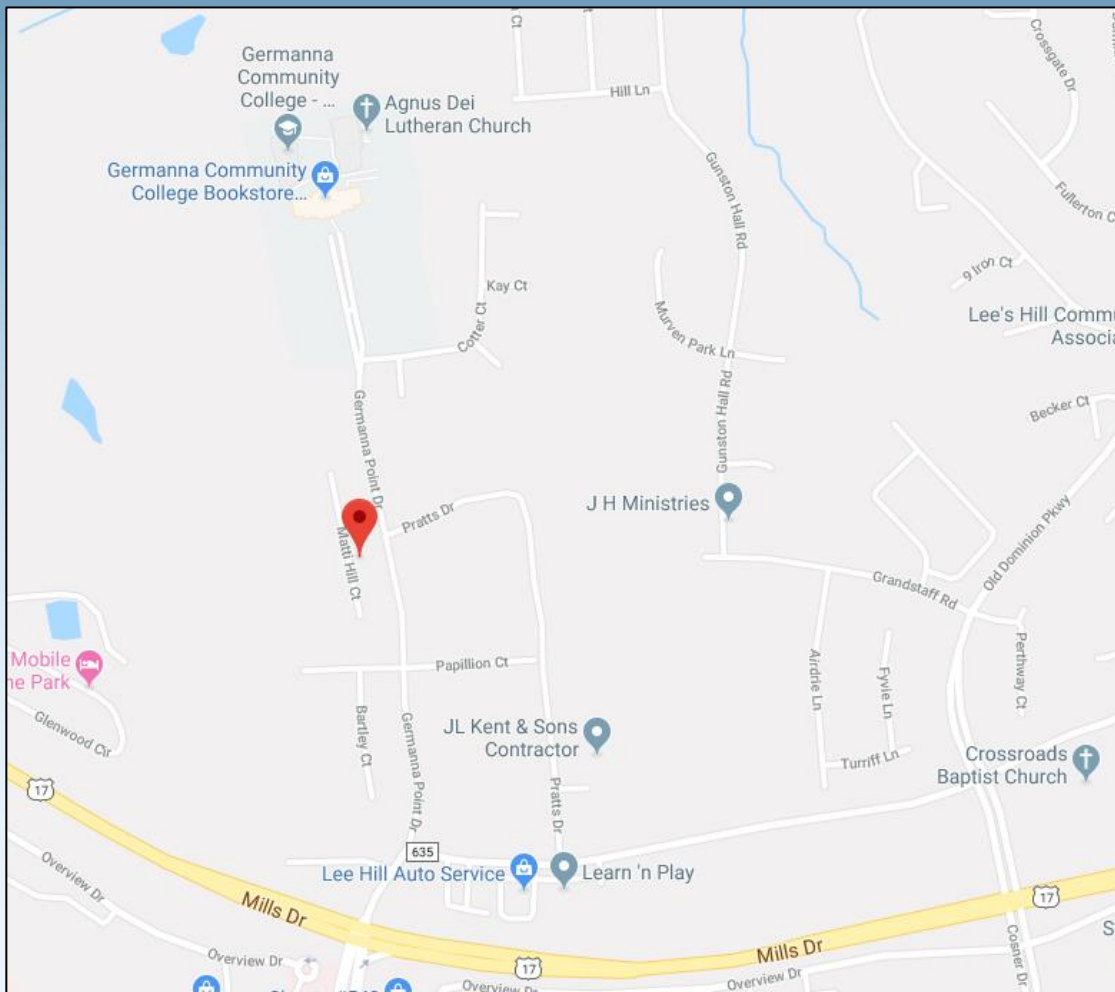 Germanna
Community
College - ...
Agnus Dei
Lutheran Church
Germanna Community
College Bookstore...
Ct
Hill Ln
Crossgate Dr
Gunston Hall Rd
Fullerton C
9 Iron Ct
Kay Ct
Cotter Ct
Murven Park Ln
Lee's Hill Commu
Associa
Germanna Point Dr
Gunston Hall Rd
Becker Ct
Pratts Dr
J H Ministries
Old Dominion Pkwy
Matti Hill Ct
Grandstaff Rd
Mobile
ne Park
Papillion Ct
Airdrie Ln
Fyvie Ln
Perthway Ct
Glenwood Cir
Bartley Ct
Germanna Point Dr
JL Kent & Sons
Contractor
Turriff Ln
Crossroads
Baptist Church
17
Pratts Dr
635
Lee Hill Auto Service
Learn 'n Play
Overview Dr
Mills Dr
17
Mills Dr
Cosner Dr
S
Overview Dr
17
Overview Dr
Overview Dr